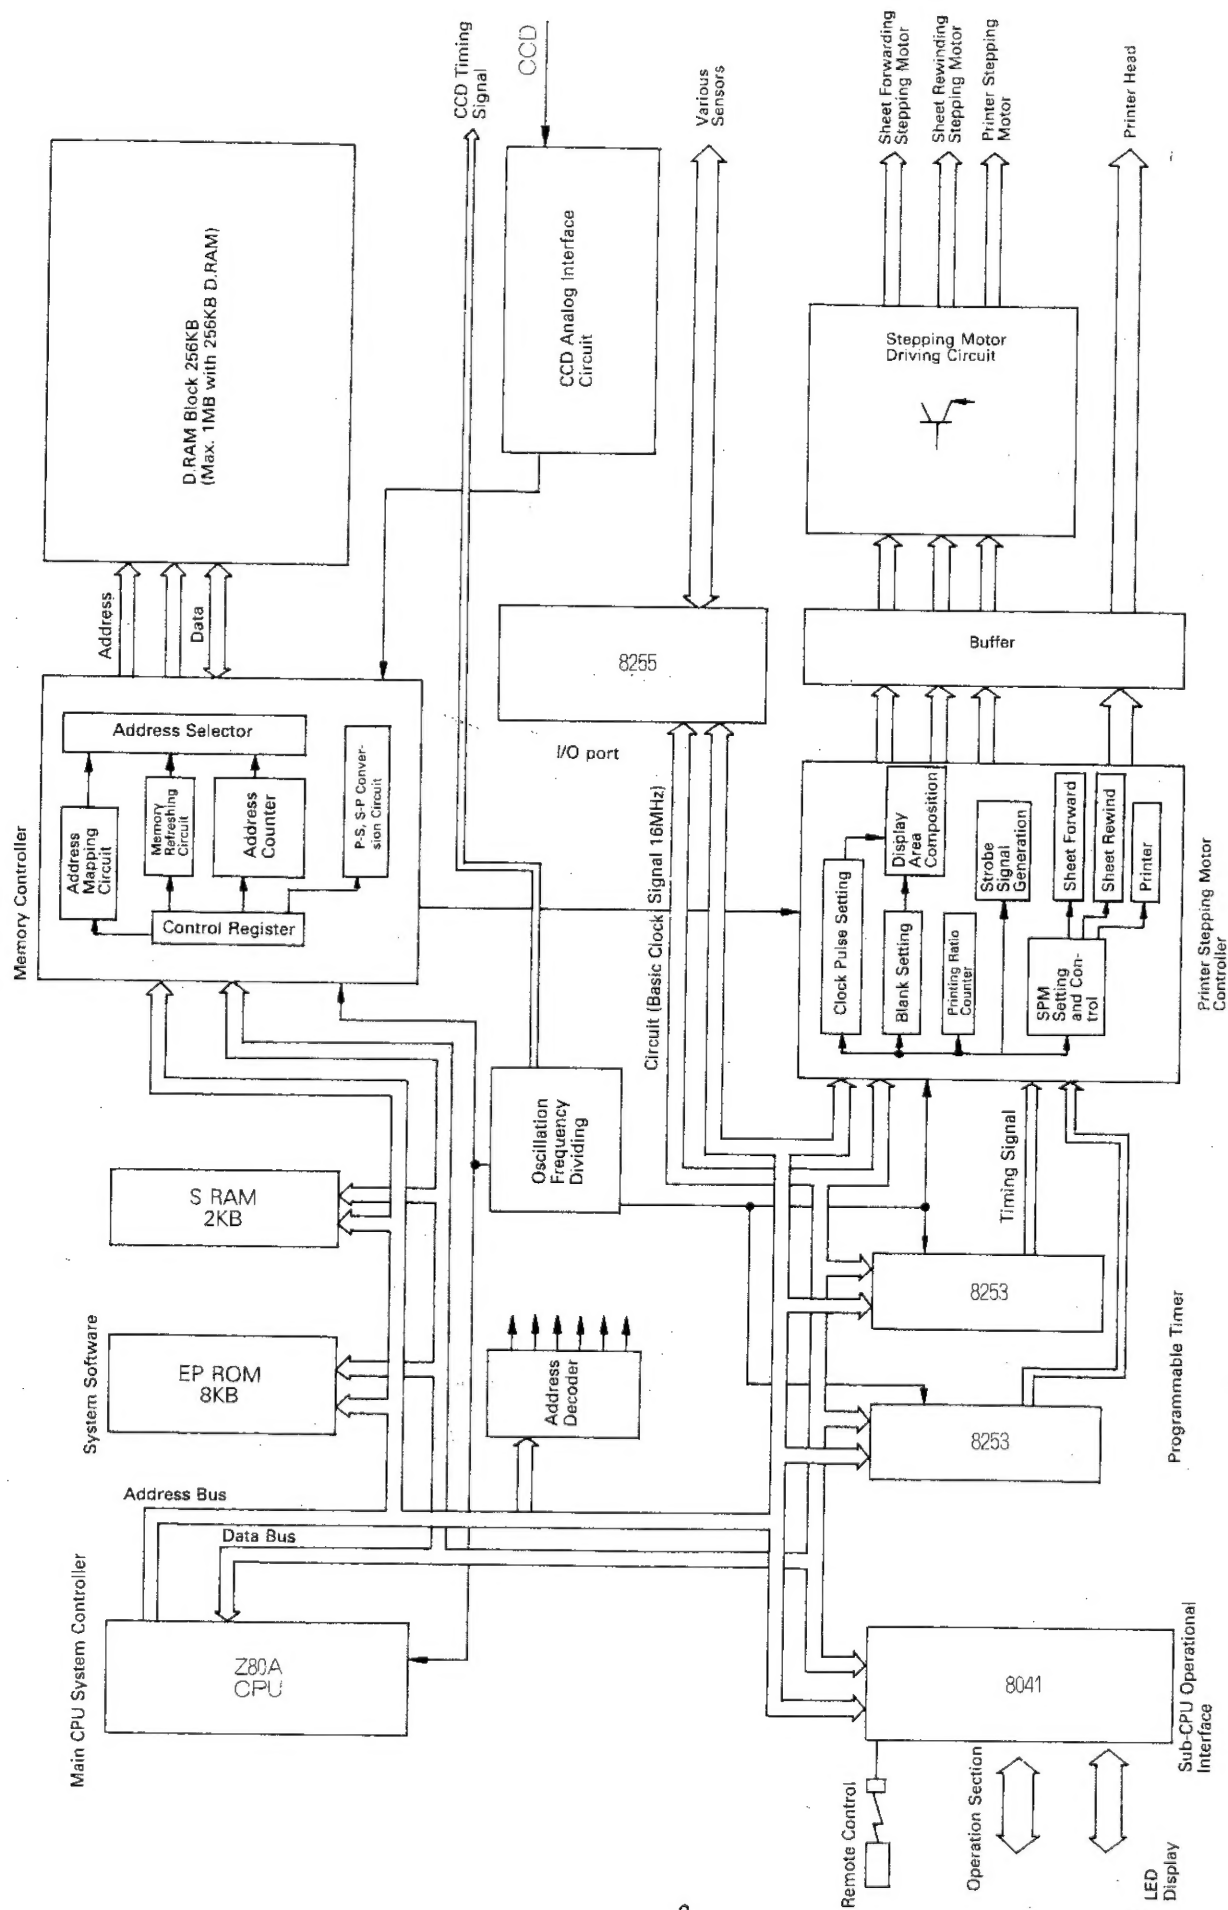 Main CPU System Controller
Z80A
CPU
Address Bus
Data Bus
System Software
EP ROM
8KB
S RAM
2KB
Memory Controller
Address
Mapping
Circuit
Memory
Refreshing
Circuit
Address
Counter
Control Register
Address Selector
P-S, S-P Conver-
sion Circuit
Address
Data
D.RAM Block 256KB
(Max. 1MB with 256KB D.RAM)
Address
Decoder
Oscillation
Frequency
Dividing
CCD Timing
Signal
CCD
CCD Analog Interface
Circuit
Circuit (Basic Clock Signal 16MHz)
I/O port
8255
Various
Sensors
Remote Control
Operation Section
LED
Display
8041
Sub-CPU Operational
Interface
8253
8253
Programmable Timer
Timing Signal
Clock Pulse Setting
Blank Setting
Printing Ratio
Counter
SPM
Setting
and Con-
trol
Display
Area
Composition
Strobe
Signal
Generation
Sheet Forward
Sheet Rewind
Printer
Printer Stepping Motor
Controller
Buffer
Stepping Motor
Driving Circuit
Sheet Forwarding
Stepping Motor
Sheet Rewinding
Stepping Motor
Printer Stepping
Motor
Printer Head